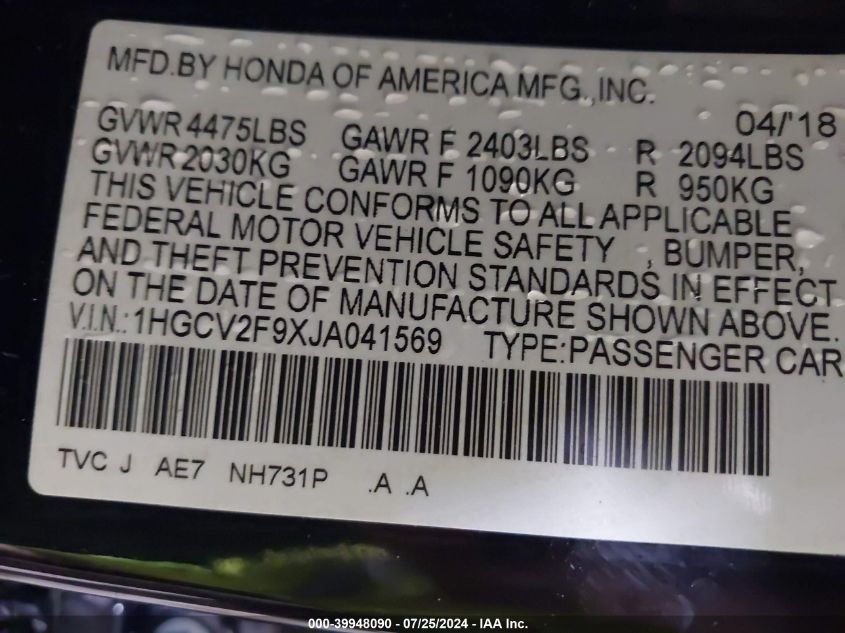 MFD.BY HONDA OF AMERICA MFG.,INC.
04/'18
GVWR 4475LBS GAWR F 2403LBS R 2094LBS
GVWR 2030KG GAWR F 1090KG R 950KG
THIS VEHICLE CONFORMS TO ALL APPLICABLE
FEDERAL MOTOR VEHICLE SAFETY , BUMPER,
AND THEFT PREVENTION STANDARDS IN EFFECT
ON THE DATE OF MANUFACTURE SHOWN ABOVE.
V.I.N.:1HGCV2F9XJA041569 TYPE:PASSENGER CAR
TVC J AE7 NH731P .A .A
000-39948090 / 07/25/2024 - IAA Inc.